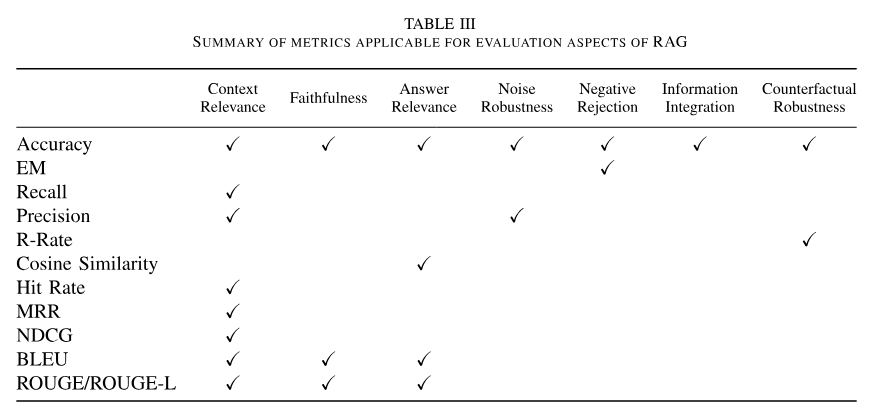 TABLE III
SUMMARY OF METRICS APPLICABLE FOR EVALUATION ASPECTS OF RAG
Context Relevance Faithfulness Answer Relevance Noise Robustness Negative Rejection Information Integration Counterfactual Robustness
Accuracy ✓ ✓ ✓ ✓ ✓ ✓ ✓
EM ✓
Recall ✓
Precision ✓ ✓
R-Rate ✓
Cosine Similarity ✓
Hit Rate ✓
MRR ✓
NDCG ✓
BLEU ✓ ✓ ✓
ROUGE/ROUGE-L ✓ ✓ ✓